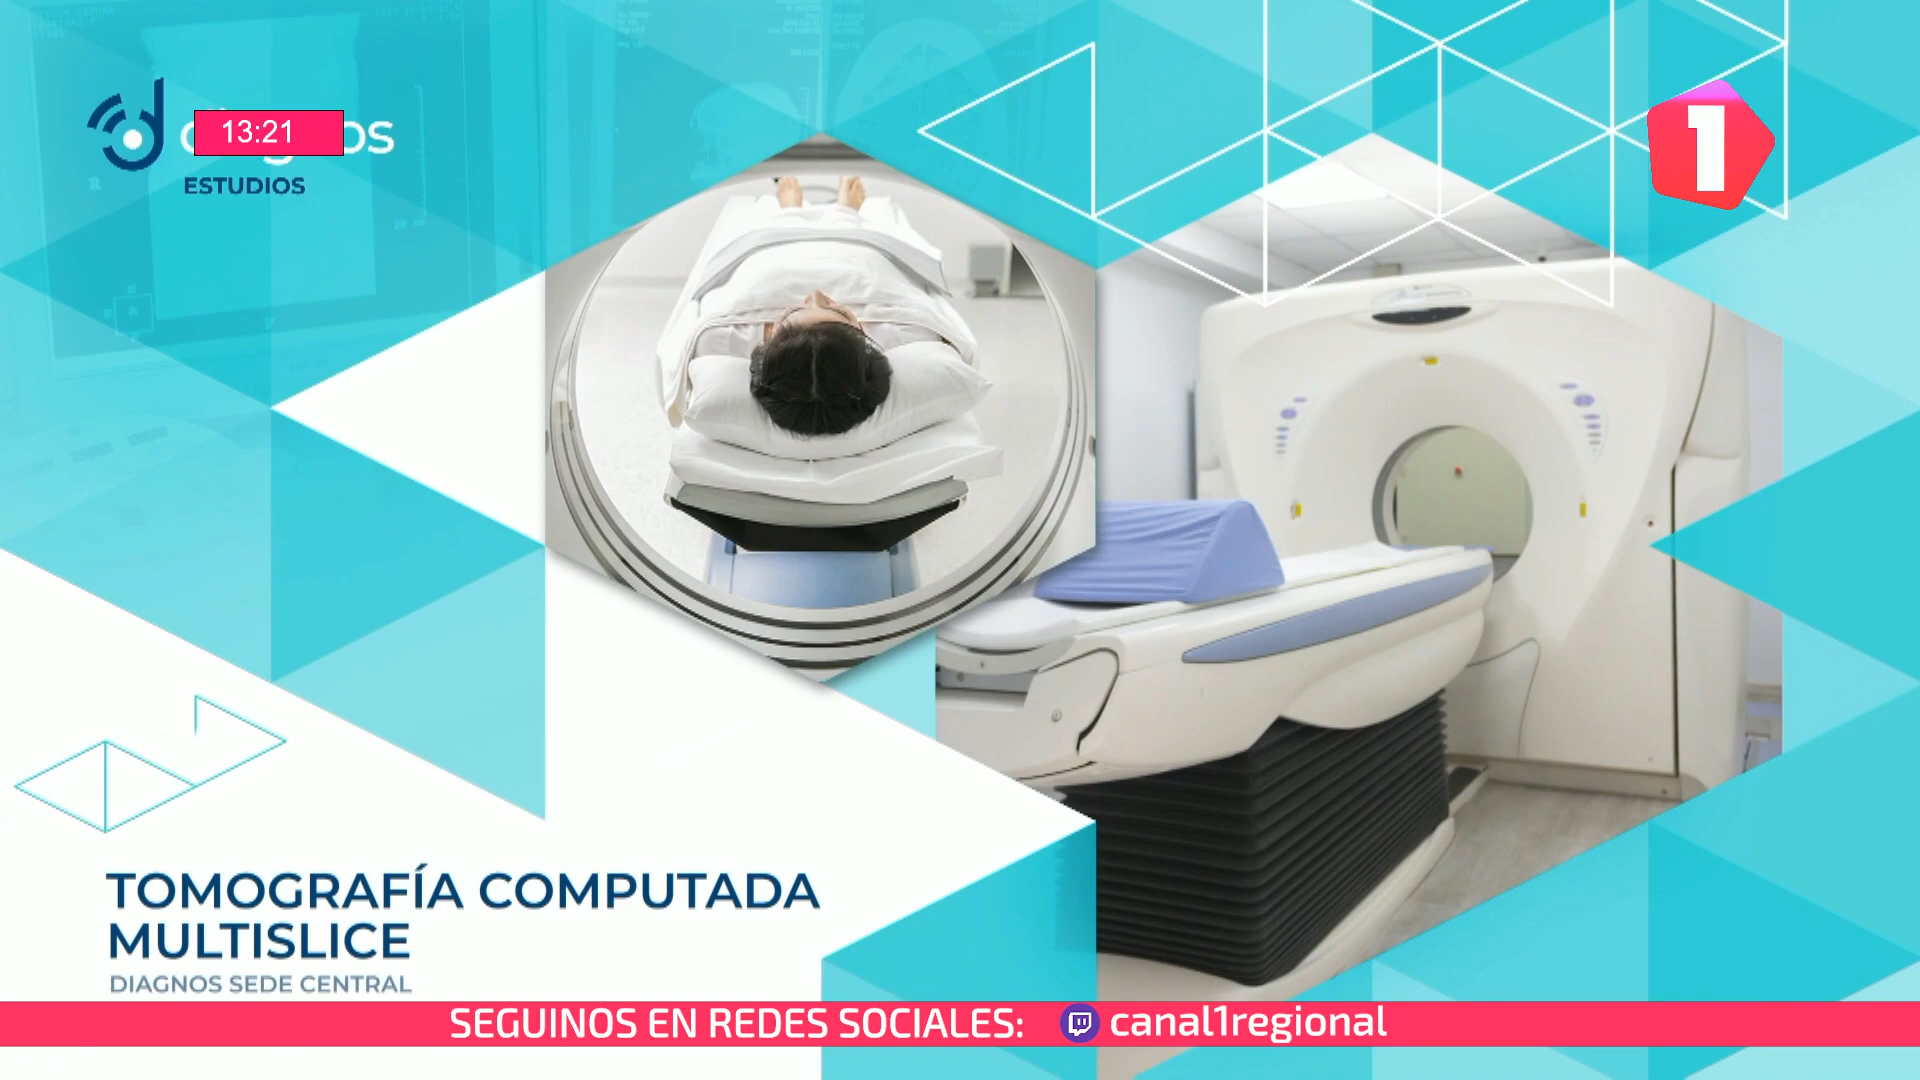 13:21
ESTUDIOS
1
TOMOGRAFÍA COMPUTADA
MULTISLICE
DIAGNOS SEDE CENTRAL
SEGUINOS EN REDES SOCIALES: canal1regional